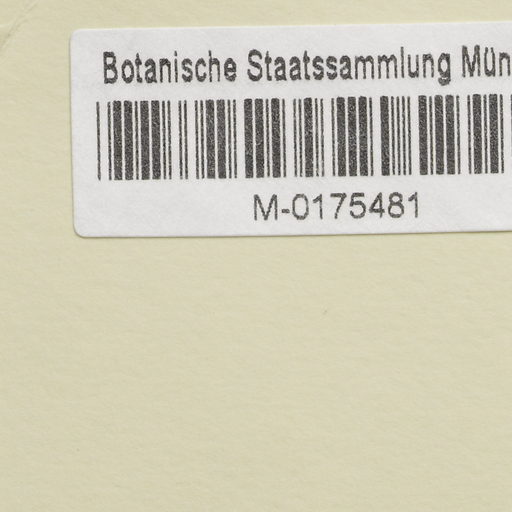 Botanische Staatssammlung Mün
M-0175481